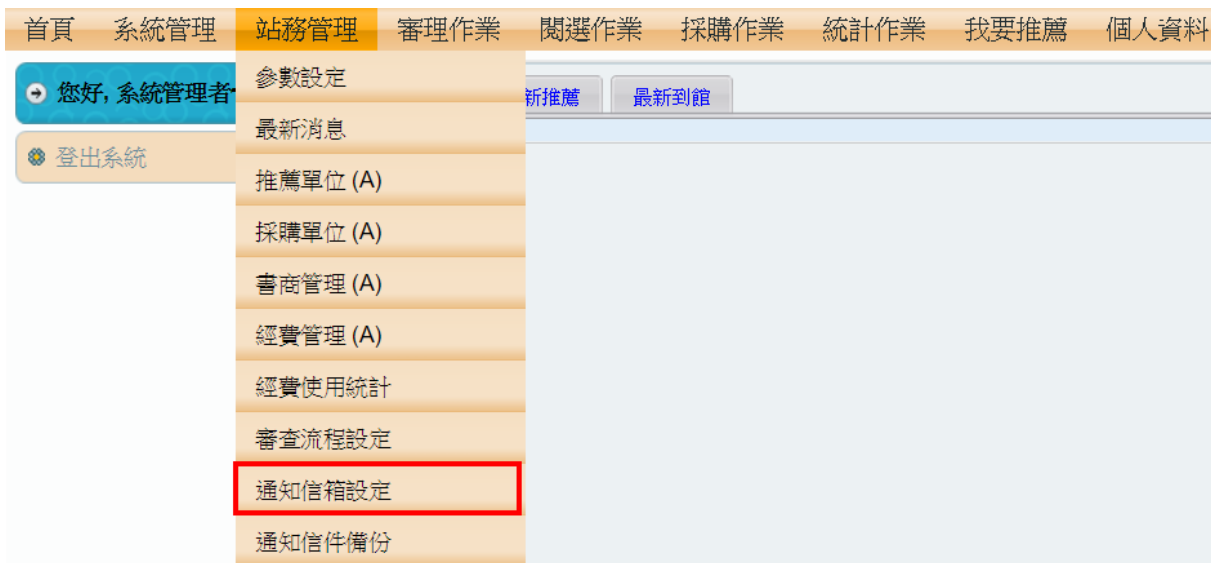 首頁 系統管理 站務管理 審理作業 閱選作業 採購作業 統計作業 我要推薦 個人資料
您好, 系統管理者
新推薦 最新到館
登出系統
參數設定
最新消息
推薦單位 (A)
採購單位 (A)
書商管理 (A)
經費管理 (A)
經費使用統計
審查流程設定
通知信箱設定
通知信件備份